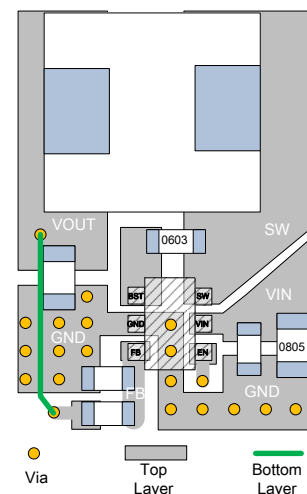 0603
VOUT
SW
BST
SW
VIN
GND
VIN
GND
FB
EN
0805
FB
GND
Via
Top
Layer
Bottom
Layer